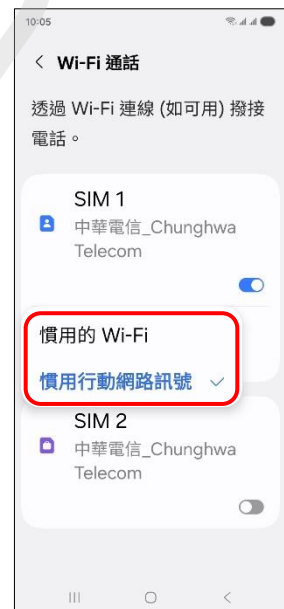 10:05
Wi-Fi 通話
透過 Wi-Fi 連線 (如可用) 撥接
電話。
SIM 1
中華電信_Chunghwa
Telecom
慣用的 Wi-Fi
慣用行動網路訊號
SIM 2
中華電信_Chunghwa
Telecom